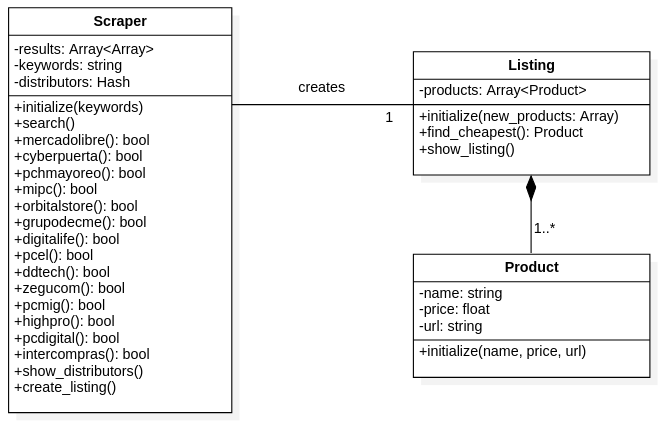 Scraper
-results: Array<Array>
-keywords: string
-distributors: Hash
+initialize(keywords)
+search()
+mercadolibre(): bool
+cyberpuerta(): bool
+pchmayoreo(): bool
+mipc(): bool
+orbitalstore(): bool
+grupodecme(): bool
+digitalife(): bool
+pcel(): bool
+ddtech(): bool
+zegucom(): bool
+pcmig(): bool
+highpro(): bool
+pcdigital(): bool
+intercompras(): bool
+show_distributors()
+create_listing()
creates
1
Listing
-products: Array<Product>
+initialize(new_products: Array)
+find_cheapest(): Product
+show_listing()
1..*
Product
-name: string
-price: float
-url: string
+initialize(name, price, url)